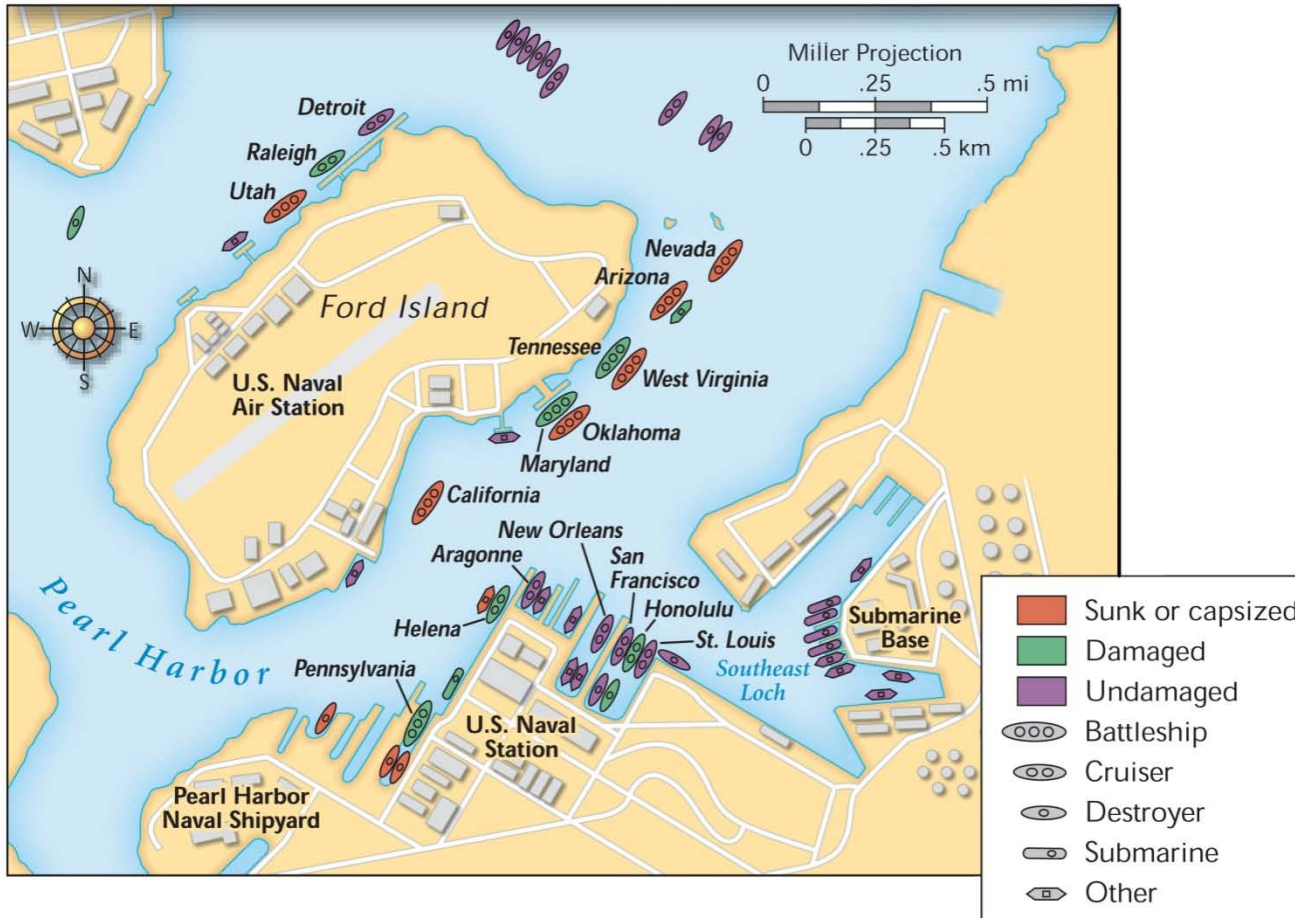 Miller Projection
0 .25 .5 mi
0 .25 .5 km
Detroit
Raleigh
Utah
N
W E
S
Nevada
Arizona
Ford Island
Tennessee
West Virginia
U.S. Naval
Air Station
Oklahoma
Maryland
California
New Orleans
San
Francisco
Aragonne
Honolulu
Helena
St. Louis
Submarine
Base
Pearl Harbor
Southeast
Loch
Pennsylvania
U.S. Naval
Station
Pearl Harbor
Naval Shipyard
Sunk or capsized
Damaged
Undamaged
Battleship
Cruiser
Destroyer
Submarine
Other